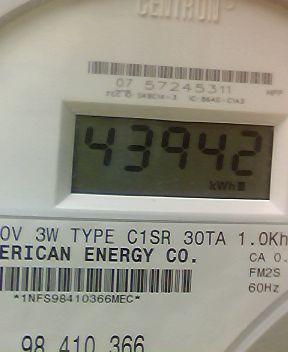 CENTRON
07 57245311
43942
kWh
0V 3W TYPE C1SR 30TA 1.0Kh
ERICAN ENERGY CO.
CA 0.
FM2S
60Hz
*1NFS98410366MEC*
98 410 366